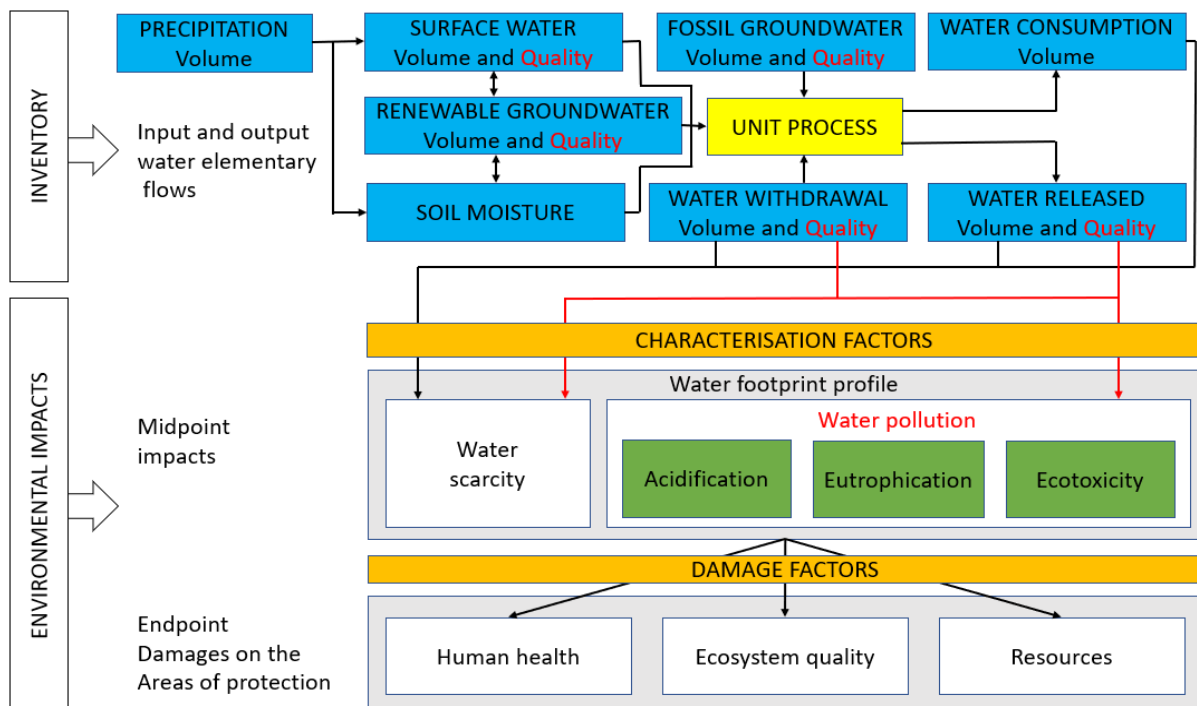 INVENTORY
PRECIPITATION
Volume
SURFACE WATER
Volume and Quality
FOSSIL GROUNDWATER
Volume and Quality
WATER CONSUMPTION
Volume
Input and output
water elementary
flows
RENEWABLE GROUNDWATER
Volume and Quality
UNIT PROCESS
SOIL MOISTURE
WATER WITHDRAWAL
Volume and Quality
WATER RELEASED
Volume and Quality
ENVIRONMENTAL IMPACTS
CHARACTERISATION FACTORS
Water footprint profile
Midpoint
impacts
Water
scarcity
Water pollution
Acidification
Eutrophication
Ecotoxicity
DAMAGE FACTORS
Endpoint
Damages on the
Areas of protection
Human health
Ecosystem quality
Resources